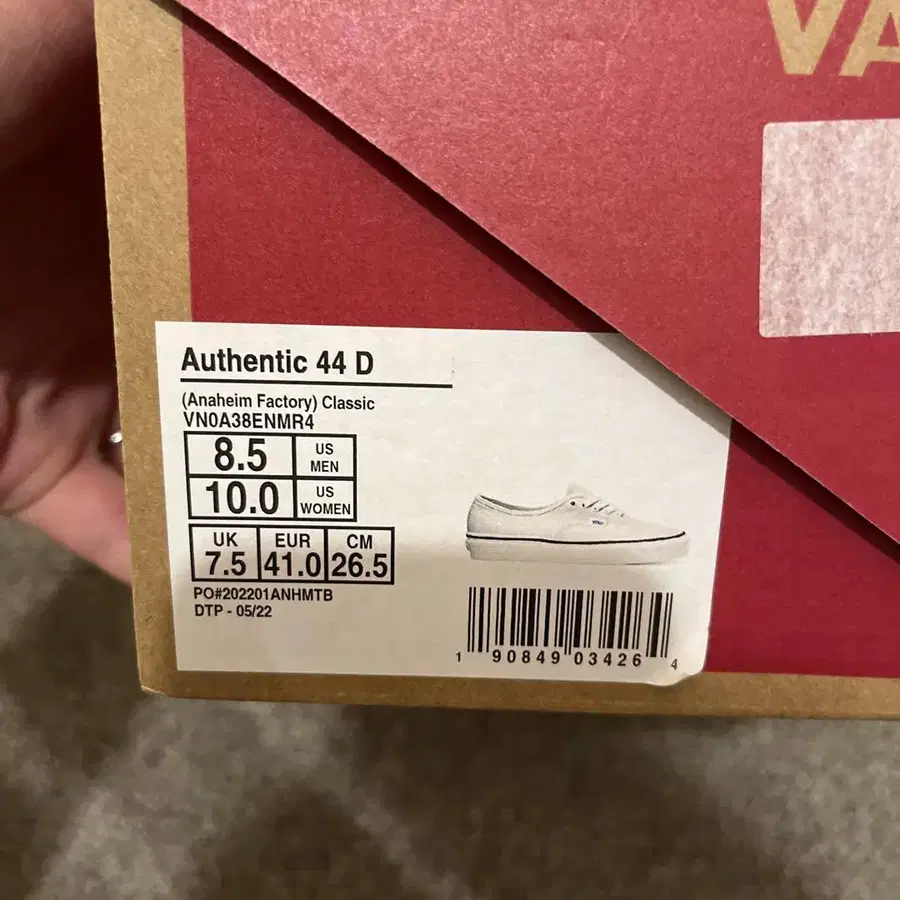 VA
Authentic 44 D
(Anaheim Factory) Classic
VN0A38ENMR4
8.5 US MEN
10.0 US WOMEN
UK EUR CM
7.5 41.0 26.5
PO#202201ANHMTB
DTP - 05/22
1 90849 03426 4